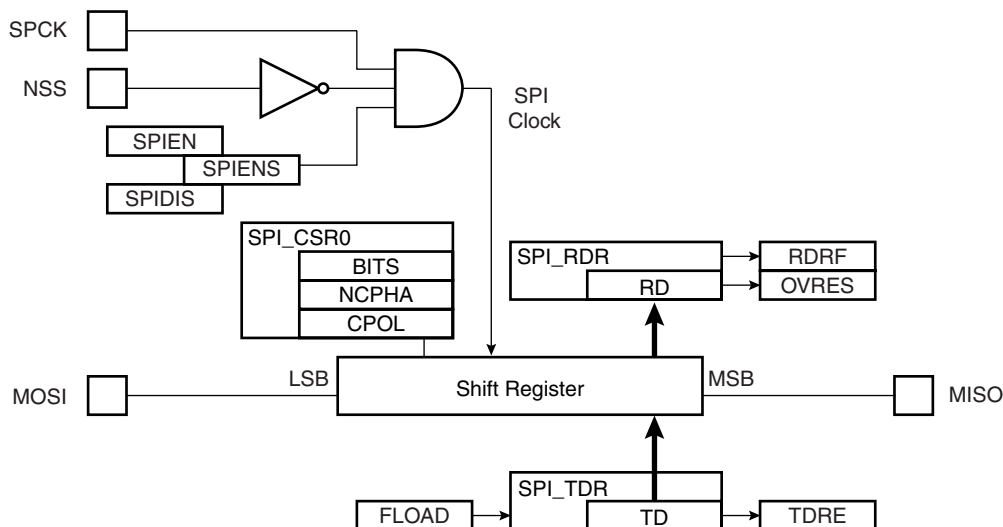 SPCK
NSS
SPI
Clock
SPIEN
SPIENS
SPIDIS
SPI_CSR0
BITS
NCPHA
CPOL
SPI_RDR
RD
RDRF
OVRES
MOSI
LSB
Shift Register
MSB
MISO
FLOAD
SPI_TDR
TD
TDRE